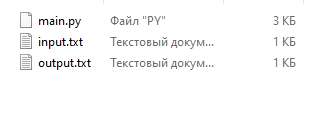 main.py Файл "PY" 3 КБ
input.txt Текстовый докум... 1 КБ
output.txt Текстовый докум... 1 КБ